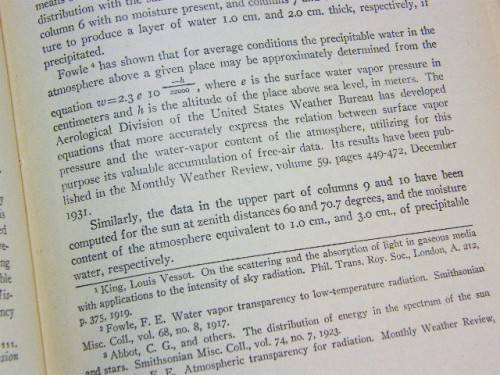 means o
distribution with the sa
column 6 with no moisture present, and columns 7 and
ture to produce a layer of water 1.0 cm. and 2.0 cm. thick, respectively, if
precipitated.
Fowle 4 has shown that for average conditions the precipitable water in the
atmosphere above a given place may be approximately determined from the
equation w=2.3 e 10 −h/22000, where e is the surface water vapor pressure in
centimeters and h is the altitude of the place above sea level, in meters. The
Aerological Division of the United States Weather Bureau has developed
equations that more accurately express the relation between surface vapor
pressure and the water-vapor content of the atmosphere, utilizing for this
purpose its valuable accumulation of free-air data. Its results have been pub-
lished in the Monthly Weather Review, volume 59, pages 449-472, December
1931.
Similarly, the data in the upper part of columns 9 and 10 have been
computed for the sun at zenith distances 60 and 70.7 degrees, and the moisture
content of the atmosphere equivalent to 1.0 cm., and 3.0 cm., of precipitable
water, respectively.
1 King, Louis Vessot. On the scattering and the absorption of light in gaseous media
with applications to the intensity of sky radiation. Phil. Trans. Roy. Soc., London, A, 212,
p. 375, 1919.
2 Fowle, F. E. Water vapor transparency to low-temperature radiation. Smithsonian
Misc. Coll., vol. 68, no. 8, 1917.
3 Abbot, C. G., and others. The distribution of energy in the spectrum of the sun
and stars. Smithsonian Misc. Coll., vol. 74, no. 7, 1923.
F. E. Atmospheric transparency for radiation. Monthly Weather Review,